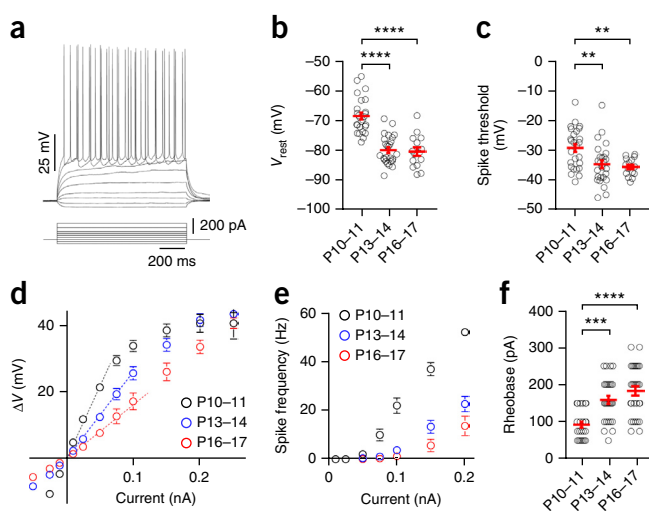 a
25 mV
200 pA
200 ms
b
****
****
−50
−60
−70
−80
−90
−100
Vrest (mV)
P10–11
P13–14
P16–17
c
**
**
0
−10
−20
−30
−40
−50
Spike threshold
(mV)
P10–11
P13–14
P16–17
d
40
20
ΔV (mV)
P10–11
P13–14
P16–17
0.1
0.2
Current (nA)
e
60
40
20
0
Spike frequency (Hz)
P10–11
P13–14
P16–17
0
0.1
0.2
Current (nA)
f
****
***
400
300
200
100
0
Rheobase (pA)
P10–11
P13–14
P16–17